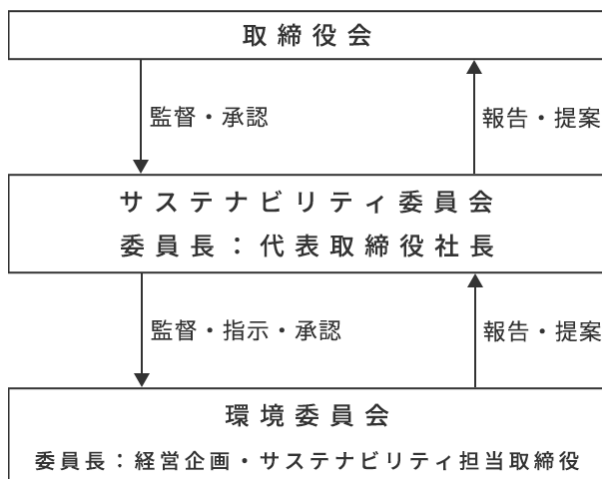 取締役会
監督・承認
報告・提案
サステナビリティ委員会
委員長：代表取締役社長
監督・指示・承認
報告・提案
環境委員会
委員長：経営企画・サステナビリティ担当取締役